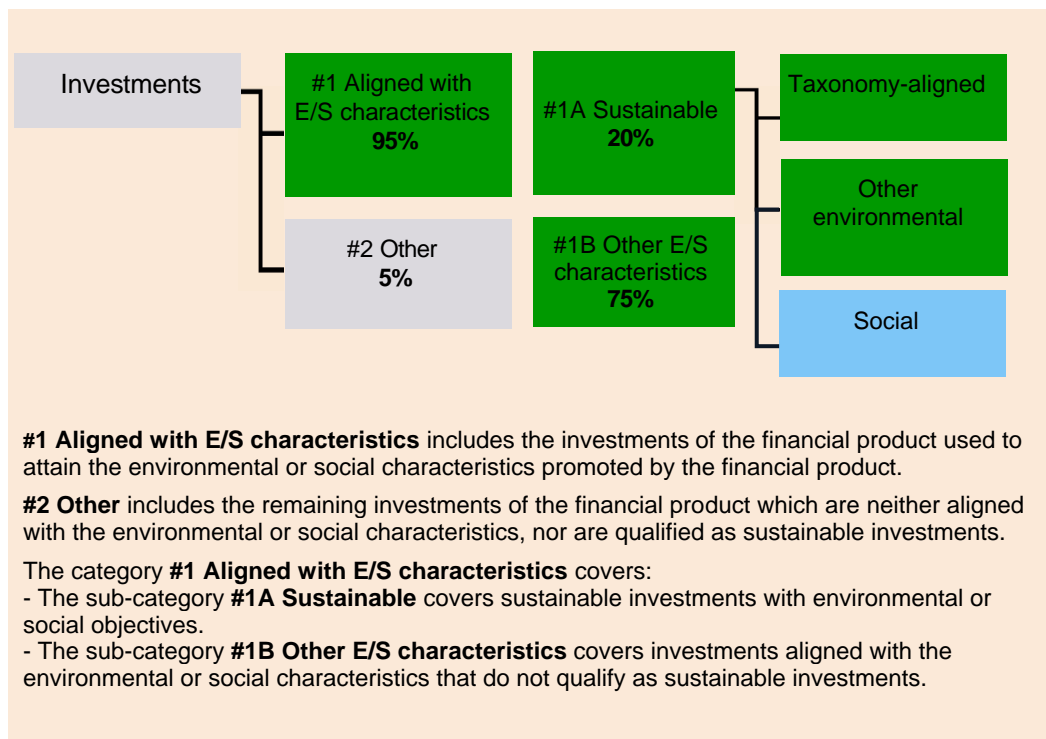 Investments
#1 Aligned with
E/S characteristics
95%
#2 Other
5%
#1A Sustainable
20%
#1B Other E/S
characteristics
75%
Taxonomy-aligned
Other
environmental
Social
#1 Aligned with E/S characteristics includes the investments of the financial product used to
attain the environmental or social characteristics promoted by the financial product.
#2 Other includes the remaining investments of the financial product which are neither aligned
with the environmental or social characteristics, nor are qualified as sustainable investments.
The category #1 Aligned with E/S characteristics covers:
- The sub-category #1A Sustainable covers sustainable investments with environmental or
social objectives.
- The sub-category #1B Other E/S characteristics covers investments aligned with the
environmental or social characteristics that do not qualify as sustainable investments.